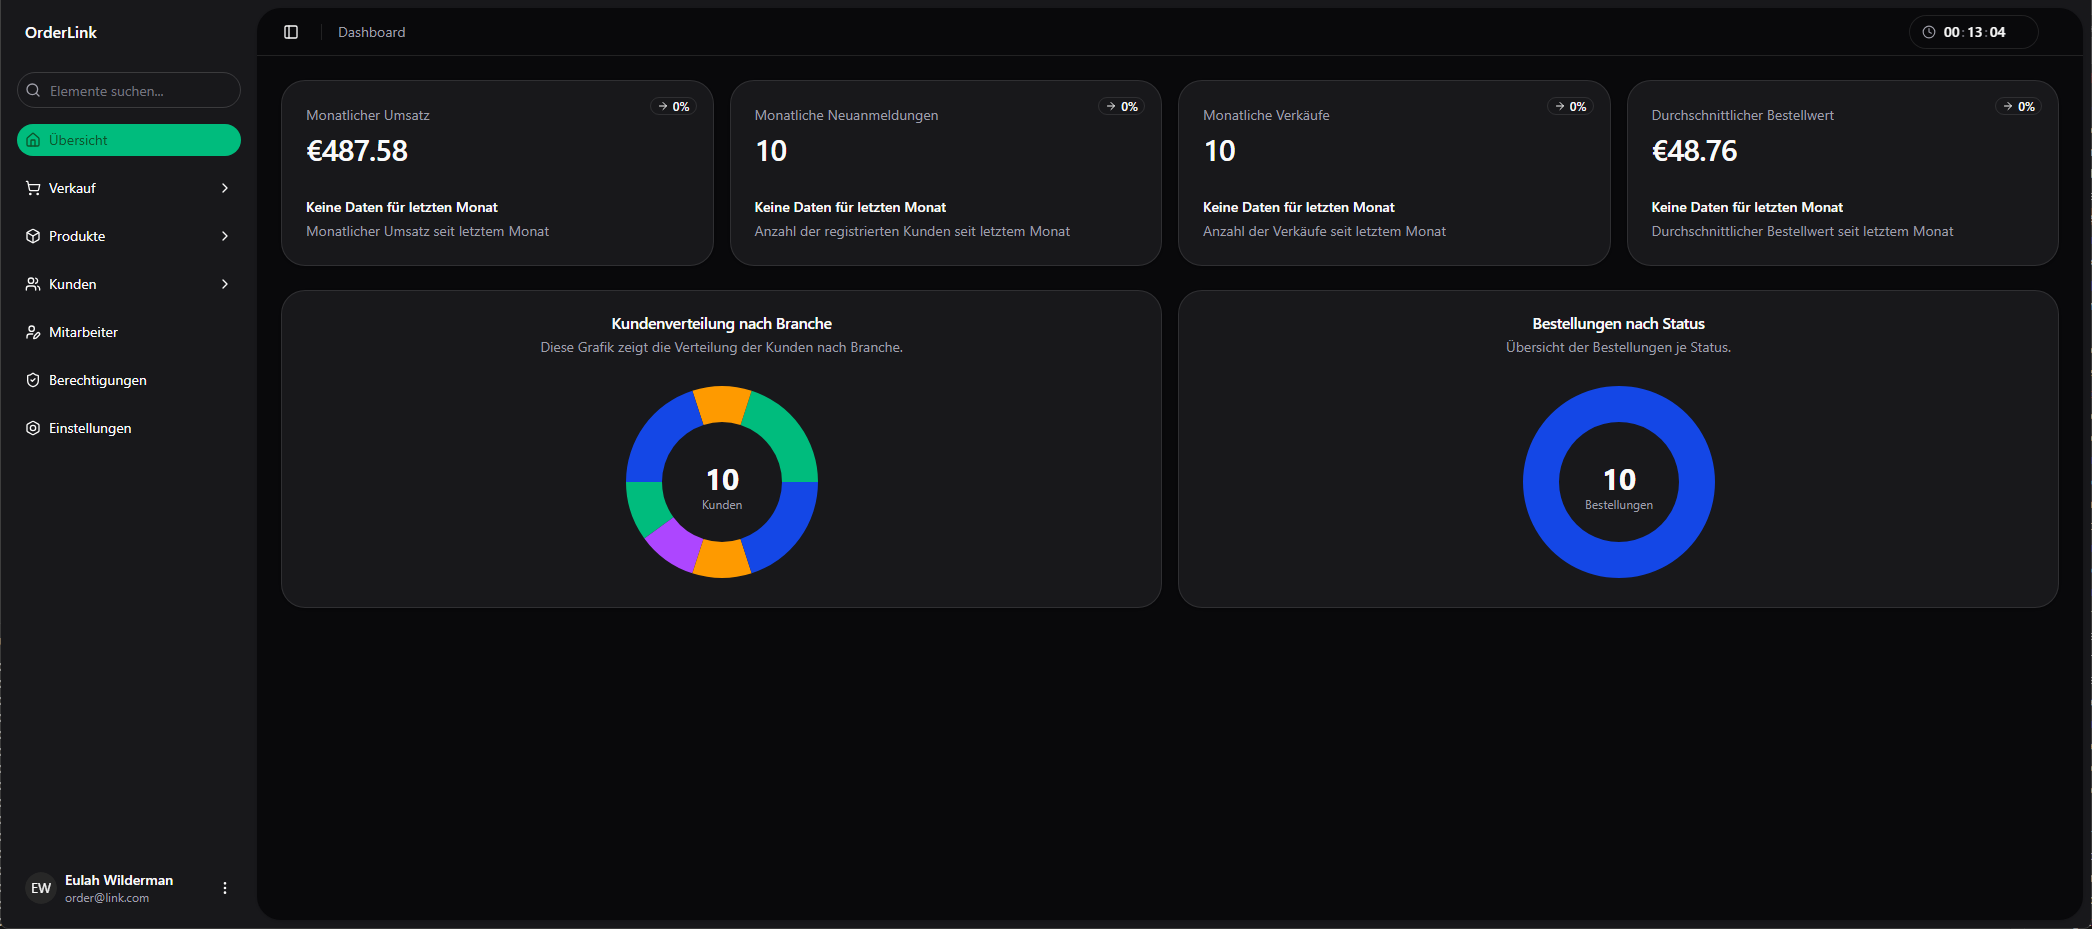 OrderLink
Elemente suchen...
Übersicht
Verkauf
Produkte
Kunden
Mitarbeiter
Berechtigungen
Einstellungen
EW
Eulah Wilderman
order@link.com
Dashboard
00:13:04
Monatlicher Umsatz
0%
€487.58
Keine Daten für letzten Monat
Monatlicher Umsatz seit letztem Monat
Monatliche Neuanmeldungen
0%
10
Keine Daten für letzten Monat
Anzahl der registrierten Kunden seit letztem Monat
Monatliche Verkäufe
0%
10
Keine Daten für letzten Monat
Anzahl der Verkäufe seit letztem Monat
Durchschnittlicher Bestellwert
0%
€48.76
Keine Daten für letzten Monat
Durchschnittlicher Bestellwert seit letztem Monat
Kundenverteilung nach Branche
Diese Grafik zeigt die Verteilung der Kunden nach Branche.
10
Kunden
Bestellungen nach Status
Übersicht der Bestellungen je Status.
10
Bestellungen